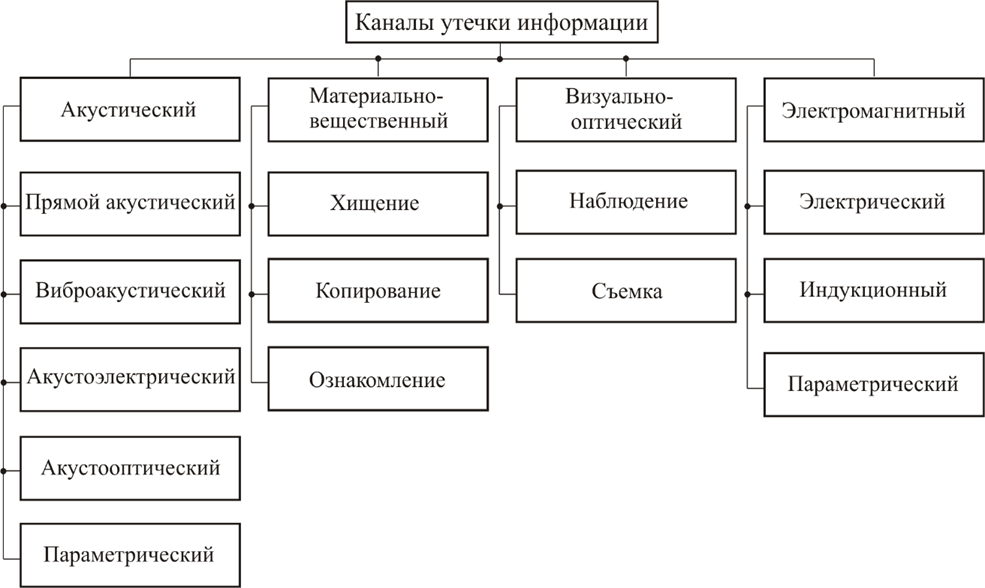 Каналы утечки информации
Акустический
Материально-
вещественный
Визуально-
оптический
Электромагнитный
Прямой акустический
Хищение
Наблюдение
Электрический
Виброакустический
Копирование
Съемка
Индукционный
Акустоэлектрический
Ознакомление
Параметрический
Акустооптический
Параметрический